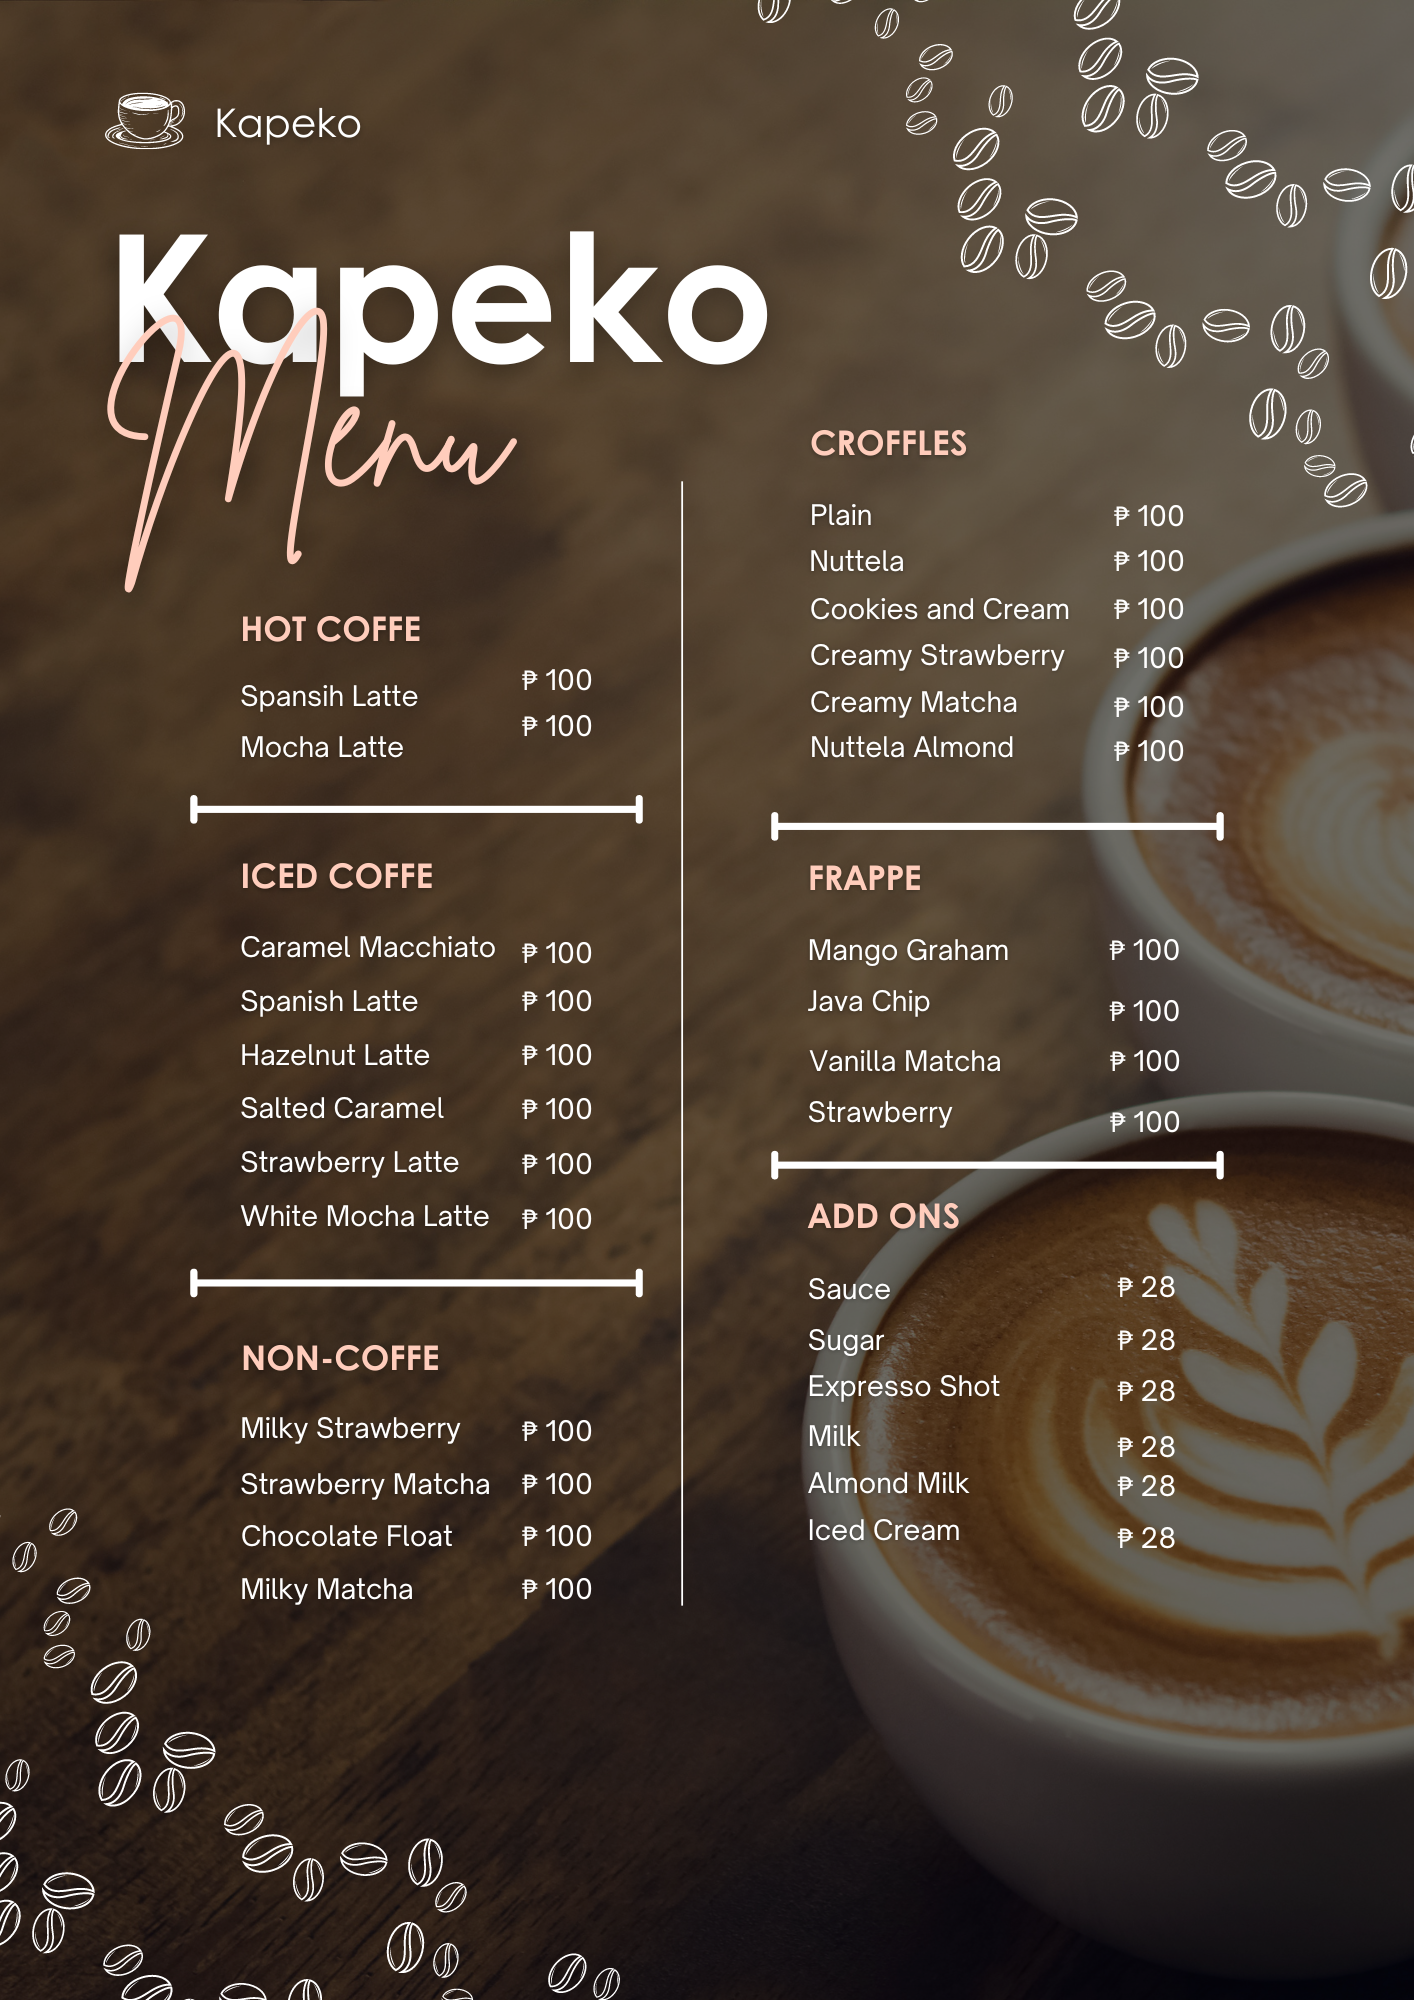 Kapeko
Kapeko
Menu
HOT COFFE
Spansih Latte ₱ 100
Mocha Latte ₱ 100
ICED COFFE
Caramel Macchiato ₱ 100
Spanish Latte ₱ 100
Hazelnut Latte ₱ 100
Salted Caramel ₱ 100
Strawberry Latte ₱ 100
White Mocha Latte ₱ 100
NON-COFFE
Milky Strawberry ₱ 100
Strawberry Matcha ₱ 100
Chocolate Float ₱ 100
Milky Matcha ₱ 100
CROFFLES
Plain ₱ 100
Nuttela ₱ 100
Cookies and Cream ₱ 100
Creamy Strawberry ₱ 100
Creamy Matcha ₱ 100
Nuttela Almond ₱ 100
FRAPPE
Mango Graham ₱ 100
Java Chip ₱ 100
Vanilla Matcha ₱ 100
Strawberry ₱ 100
ADD ONS
Sauce ₱ 28
Sugar ₱ 28
Expresso Shot ₱ 28
Milk ₱ 28
Almond Milk ₱ 28
Iced Cream ₱ 28